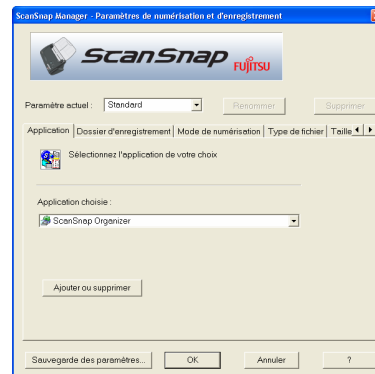 ScanSnap Manager - Paramètres de numérisation et d'enregistrement
ScanSnap
FUJITSU
Paramètre actuel : Standard Renommer Supprimer
Application Dossier d'enregistrement Mode de numérisation Type de fichier Taille
Sélectionnez l'application de votre choix
Application choisie :
ScanSnap Organizer
Ajouter ou supprimer
Sauvegarde des paramètres... OK Annuler ?